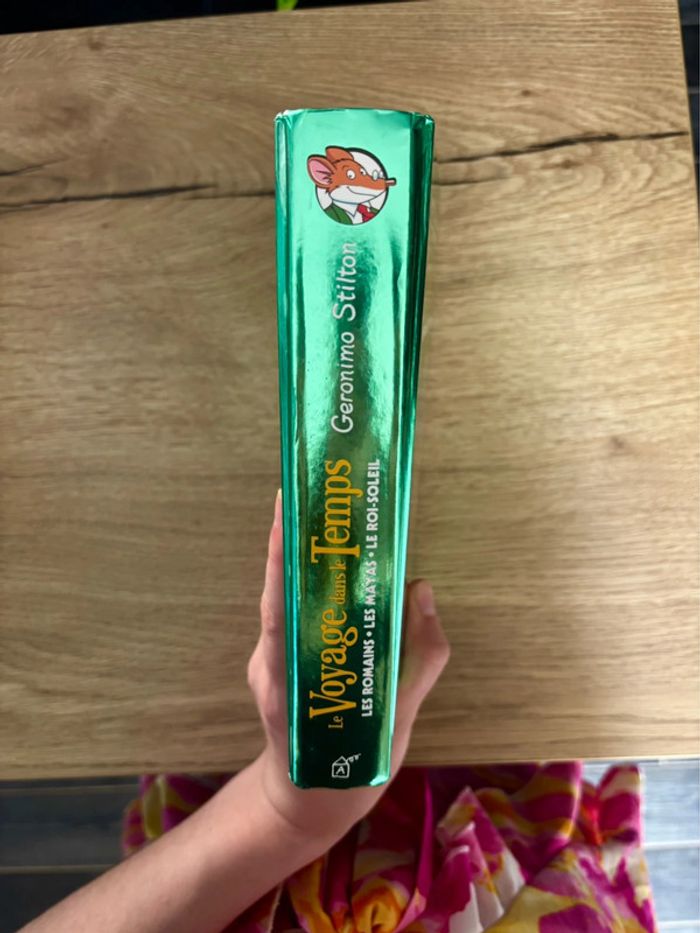 Geronimo Stilton
Le Voyage dans le Temps
LES ROMAINS • LES MAYAS • LE ROI-SOLEIL
A